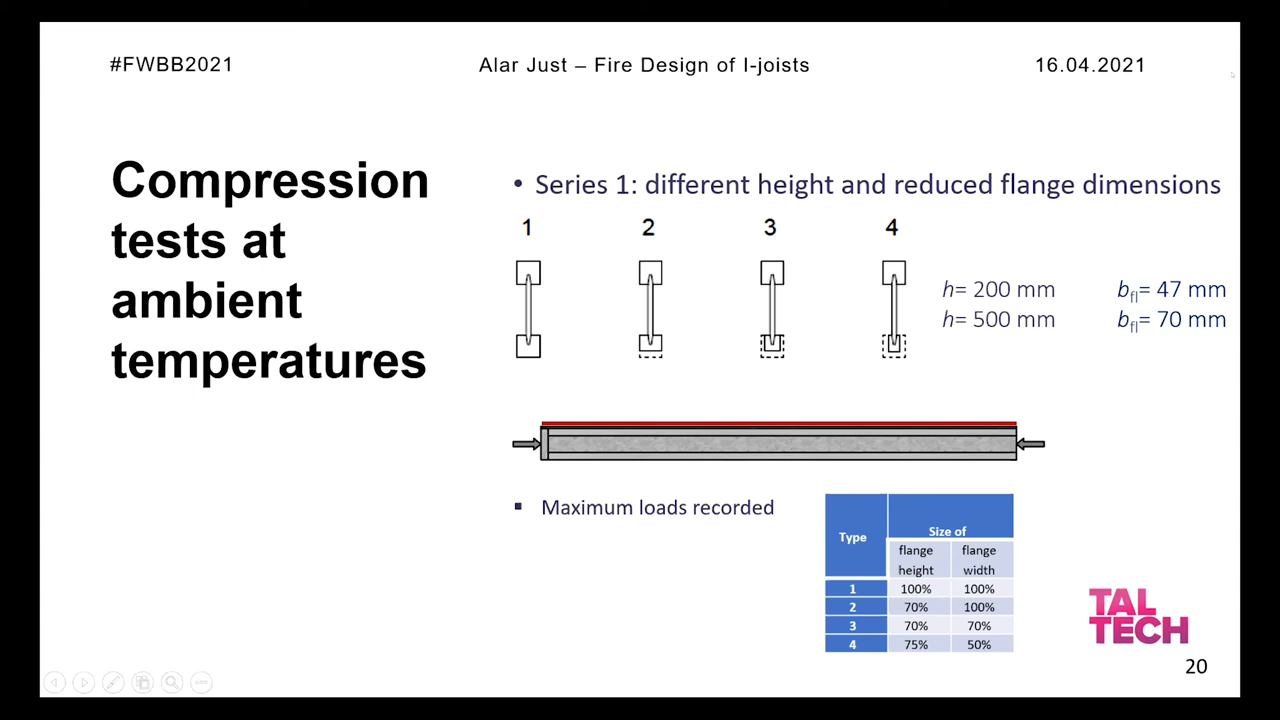 #FWBB2021
Alar Just – Fire Design of I-joists
16.04.2021
Compression
tests at
ambient
temperatures
• Series 1: different height and reduced flange dimensions
1 2 3 4
h= 200 mm bfl= 47 mm
h= 500 mm bfl= 70 mm
▪ Maximum loads recorded
Type Size of
flange height flange width
1 100% 100%
2 70% 100%
3 70% 70%
4 75% 50%
TAL
TECH
20